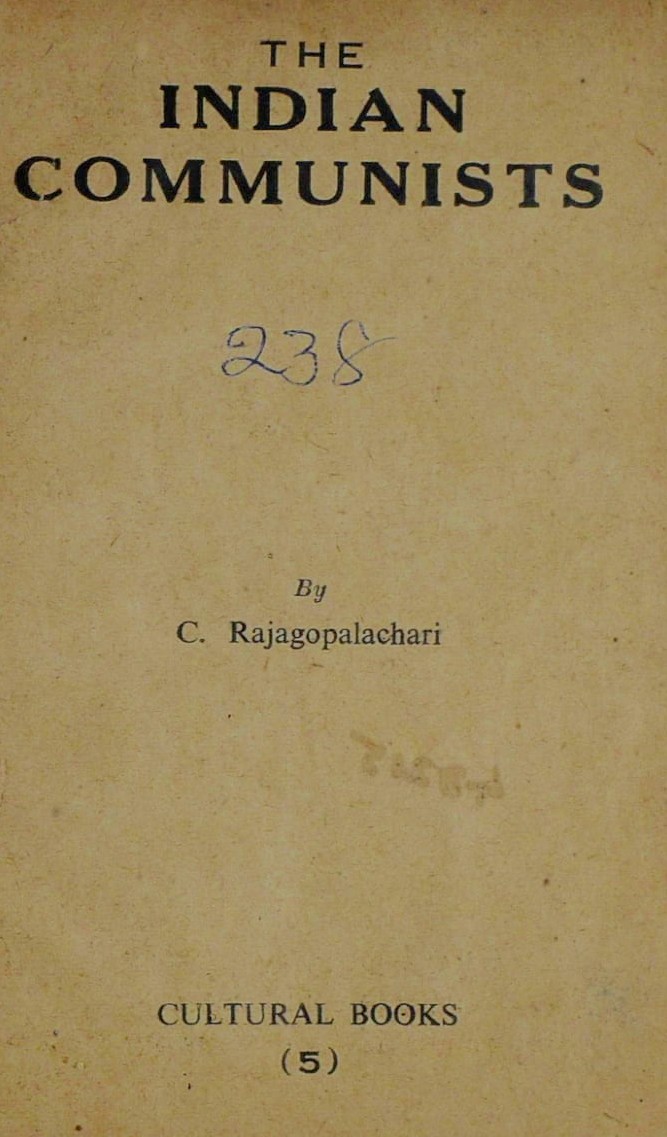 THE
INDIAN
COMMUNISTS
238
By
C. Rajagopalachari
CULTURAL BOOKS
(5)